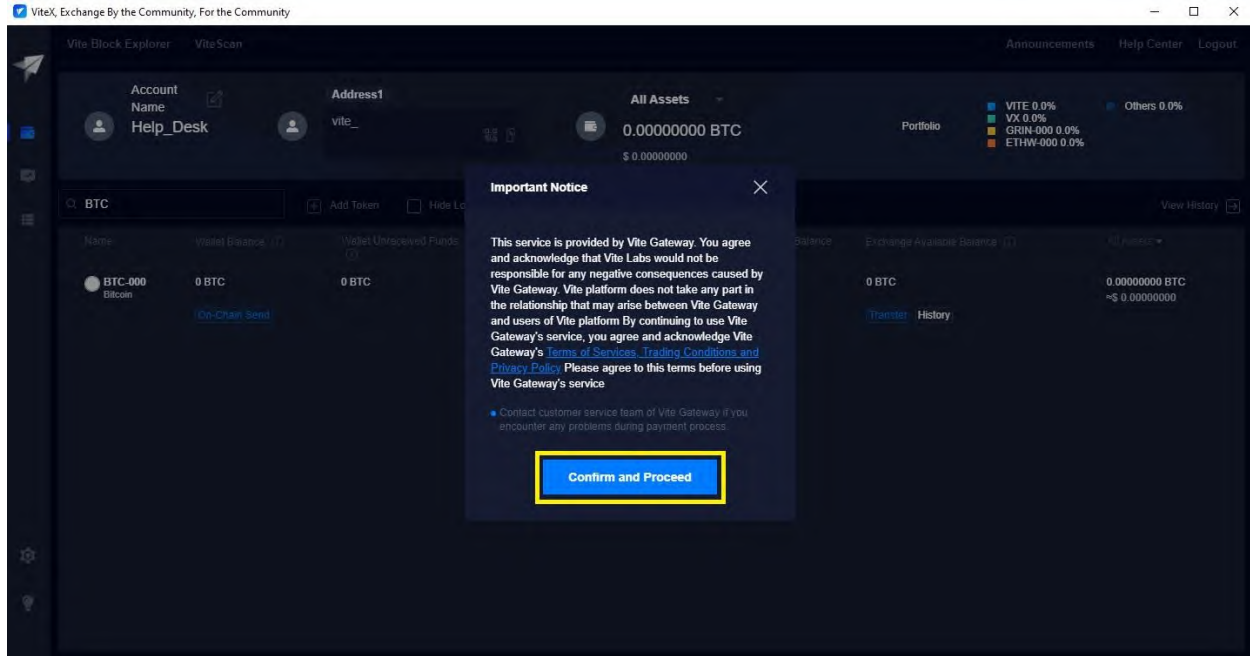 ViteX, Exchange By the Community, For the Community
Vite Block Explorer ViteScan Announcements Help Center Logout
Account
Name
Help_Desk
Address1
vite_
All Assets
0.00000000 BTC
$ 0.00000000
Portfolio
VITE 0.0% Others 0.0%
VX 0.0%
GRIN-000 0.0%
ETHW-000 0.0%
BTC Add Token Hide View History
Name Wallet Balance Wallet Unreceived Funds Balance Exchange Available Balance All Assets
BTC-000 0 BTC 0 BTC 0 BTC 0.00000000 BTC
Bitcoin ≈$ 0.00000000
On-Chain Send Transfer History
Important Notice
This service is provided by Vite Gateway. You agree
and acknowledge that Vite Labs would not be
responsible for any negative consequences caused by
Vite Gateway. Vite platform does not take any part in
the relationship that may arise between Vite Gateway
and users of Vite platform By continuing to use Vite
Gateway's service, you agree and acknowledge Vite
Gateway's Terms of Services, Trading Conditions and
Privacy Policy Please agree to this terms before using
Vite Gateway's service
Contact customer service team of Vite Gateway if you
encounter any problems during payment process.
Confirm and Proceed